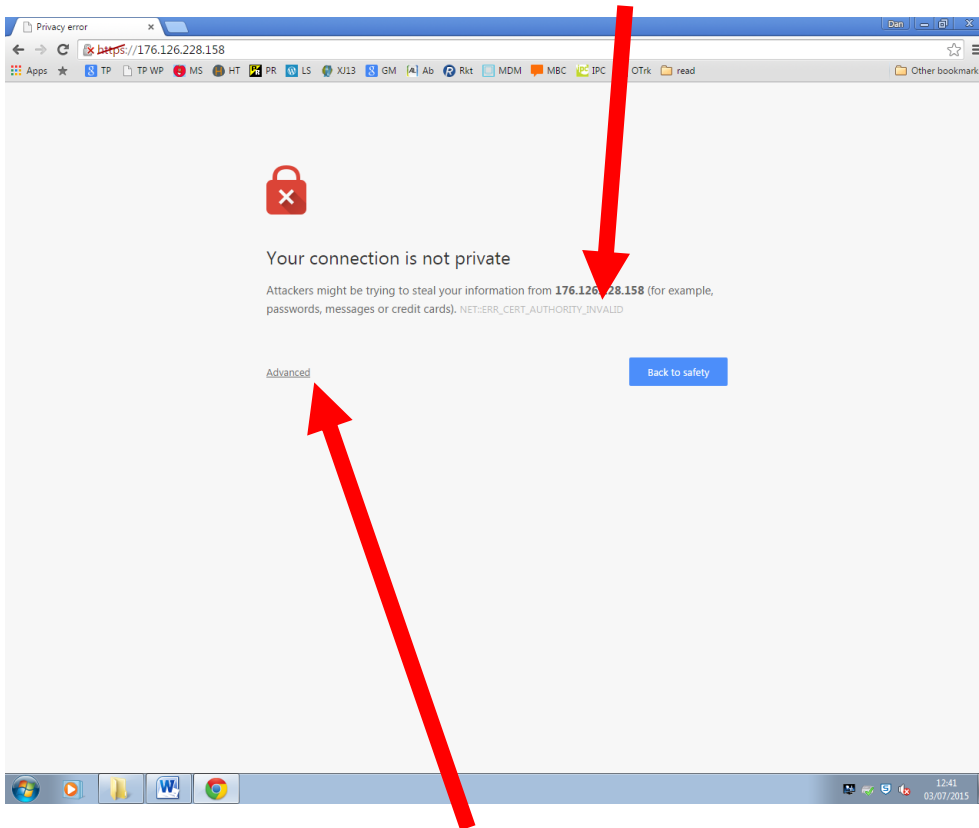 Privacy error
Dan
https://176.126.228.158
Apps TP TP WP MS HT PR LS XJ13 GM Ab Rkt MDM MBC IPC OTrk read Other bookmark
Your connection is not private
Attackers might be trying to steal your information from 176.126.228.158 (for example,
passwords, messages or credit cards). NET::ERR_CERT_AUTHORITY_INVALID
Advanced
Back to safety
12:41
03/07/2015